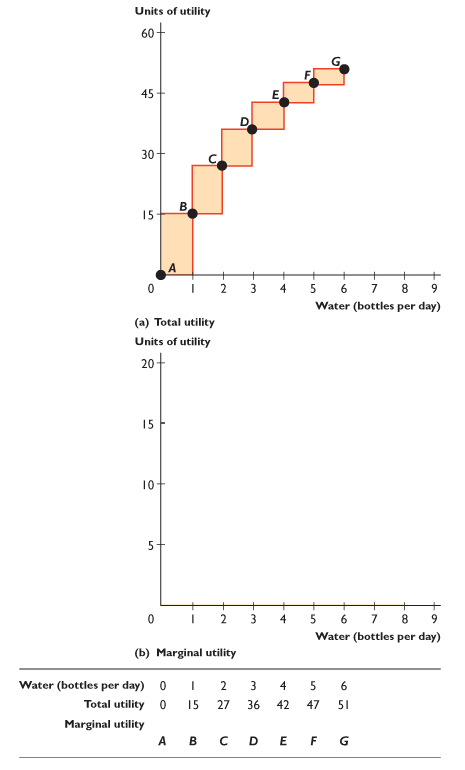 Units of utility
60
45
30
15
0 1 2 3 4 5 6 7 8 9
A
B
C
D
E
F
G
Water (bottles per day)
(a) Total utility
Units of utility
20
15
10
5
0 1 2 3 4 5 6 7 8 9
Water (bottles per day)
(b) Marginal utility
Water (bottles per day) 0 1 2 3 4 5 6
Total utility 0 15 27 36 42 47 51
Marginal utility
A B C D E F G